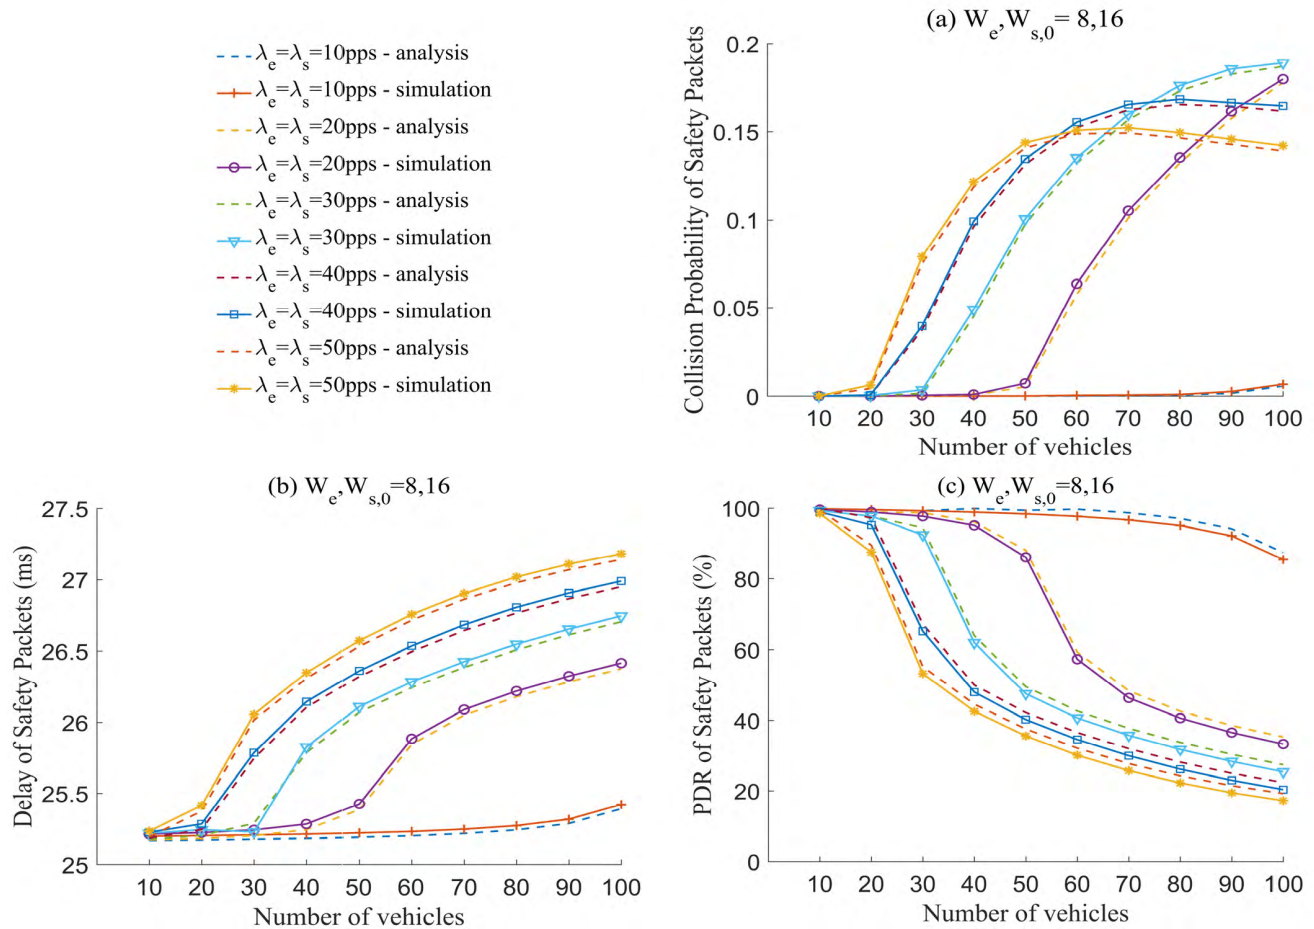 λe=λs=10pps - analysis
λe=λs=10pps - simulation
λe=λs=20pps - analysis
λe=λs=20pps - simulation
λe=λs=30pps - analysis
λe=λs=30pps - simulation
λe=λs=40pps - analysis
λe=λs=40pps - simulation
λe=λs=50pps - analysis
λe=λs=50pps - simulation
(a) We,Ws,0= 8,16
Collision Probability of Safety Packets
0.2
0.15
0.1
0.05
0
10 20 30 40 50 60 70 80 90 100
Number of vehicles
(b) We,Ws,0=8,16
Delay of Safety Packets (ms)
27.5
27
26.5
26
25.5
25
10 20 30 40 50 60 70 80 90 100
Number of vehicles
(c) We,Ws,0=8,16
PDR of Safety Packets (%)
100
80
60
40
20
0
10 20 30 40 50 60 70 80 90 100
Number of vehicles